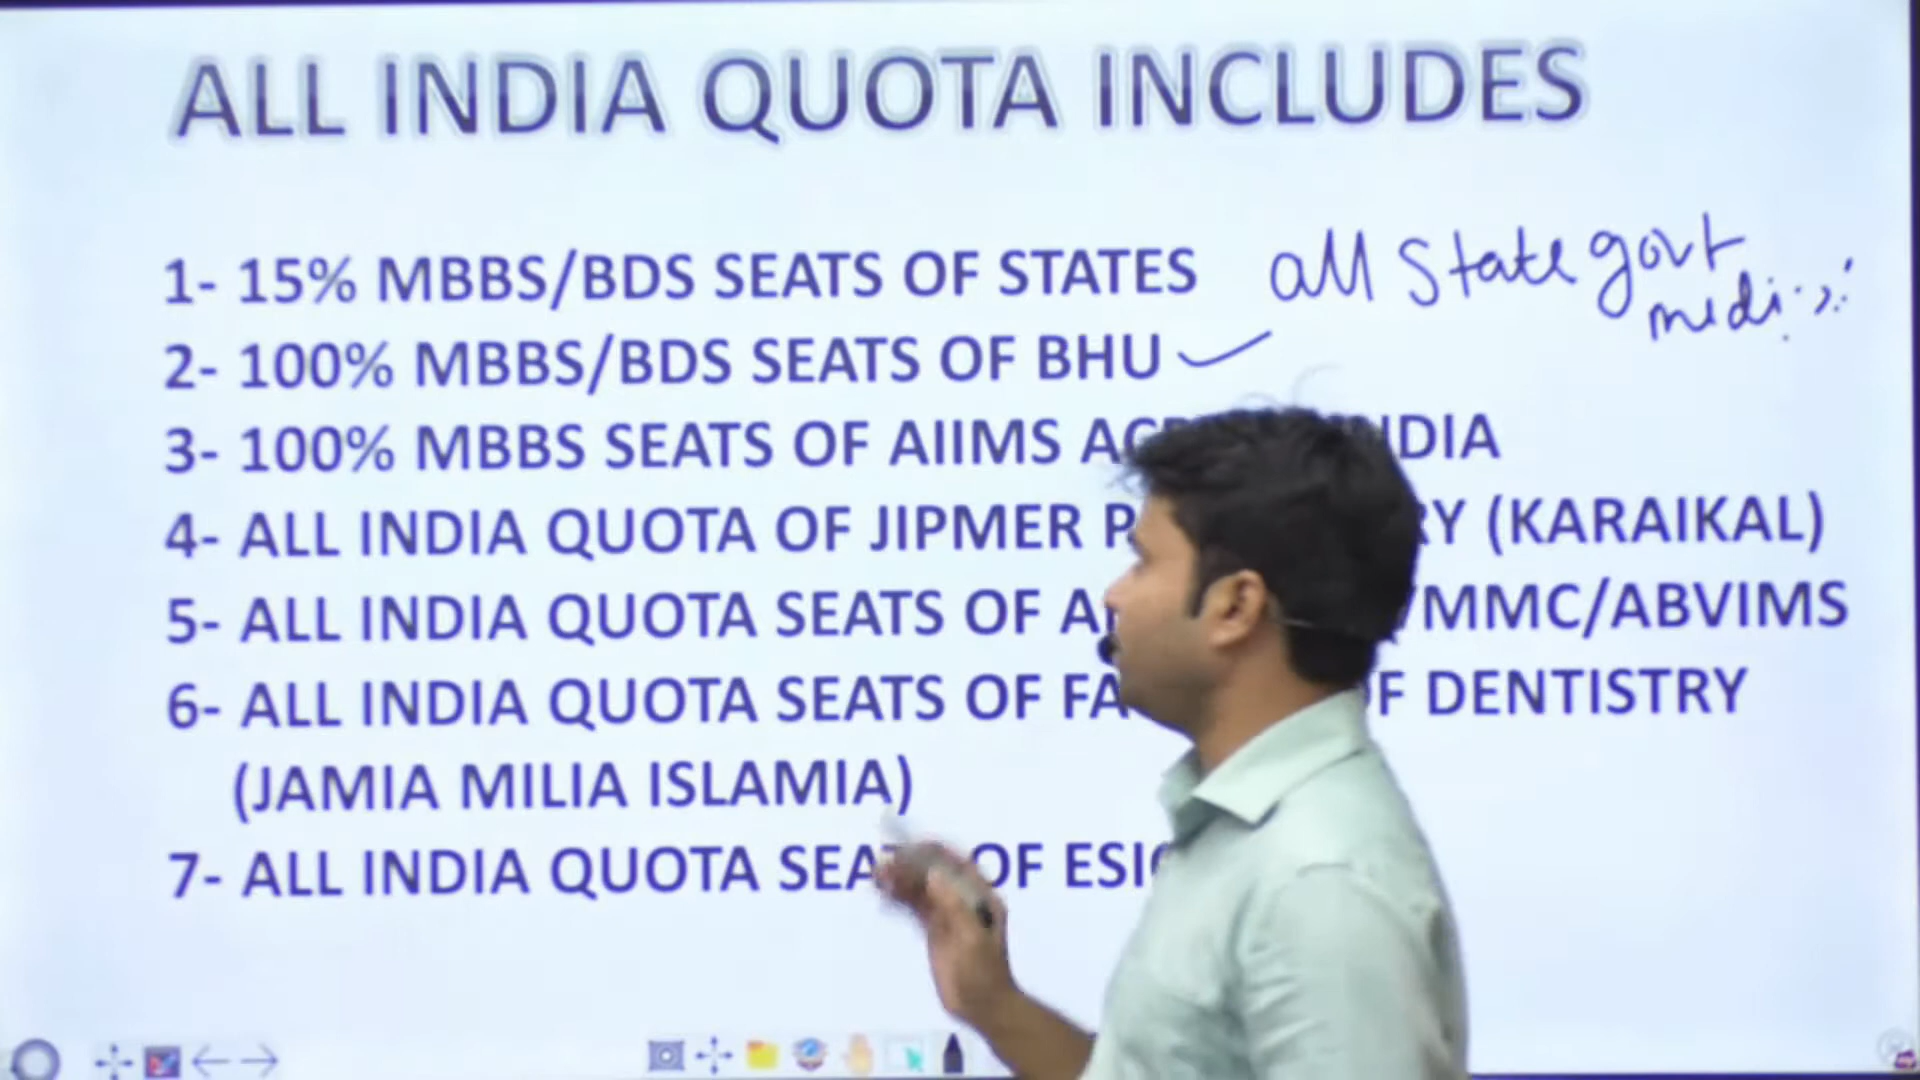 ALL INDIA QUOTA INCLUDES
1- 15% MBBS/BDS SEATS OF STATES
all State govt
medi
2- 100% MBBS/BDS SEATS OF BHU
3- 100% MBBS SEATS OF AIIMS INDIA
4- ALL INDIA QUOTA OF JIPMER (KARAIKAL)
5- ALL INDIA QUOTA SEATS OF /MMC/ABVIMS
6- ALL INDIA QUOTA SEATS OF DENTISTRY
(JAMIA MILIA ISLAMIA)
7- ALL INDIA QUOTA OF